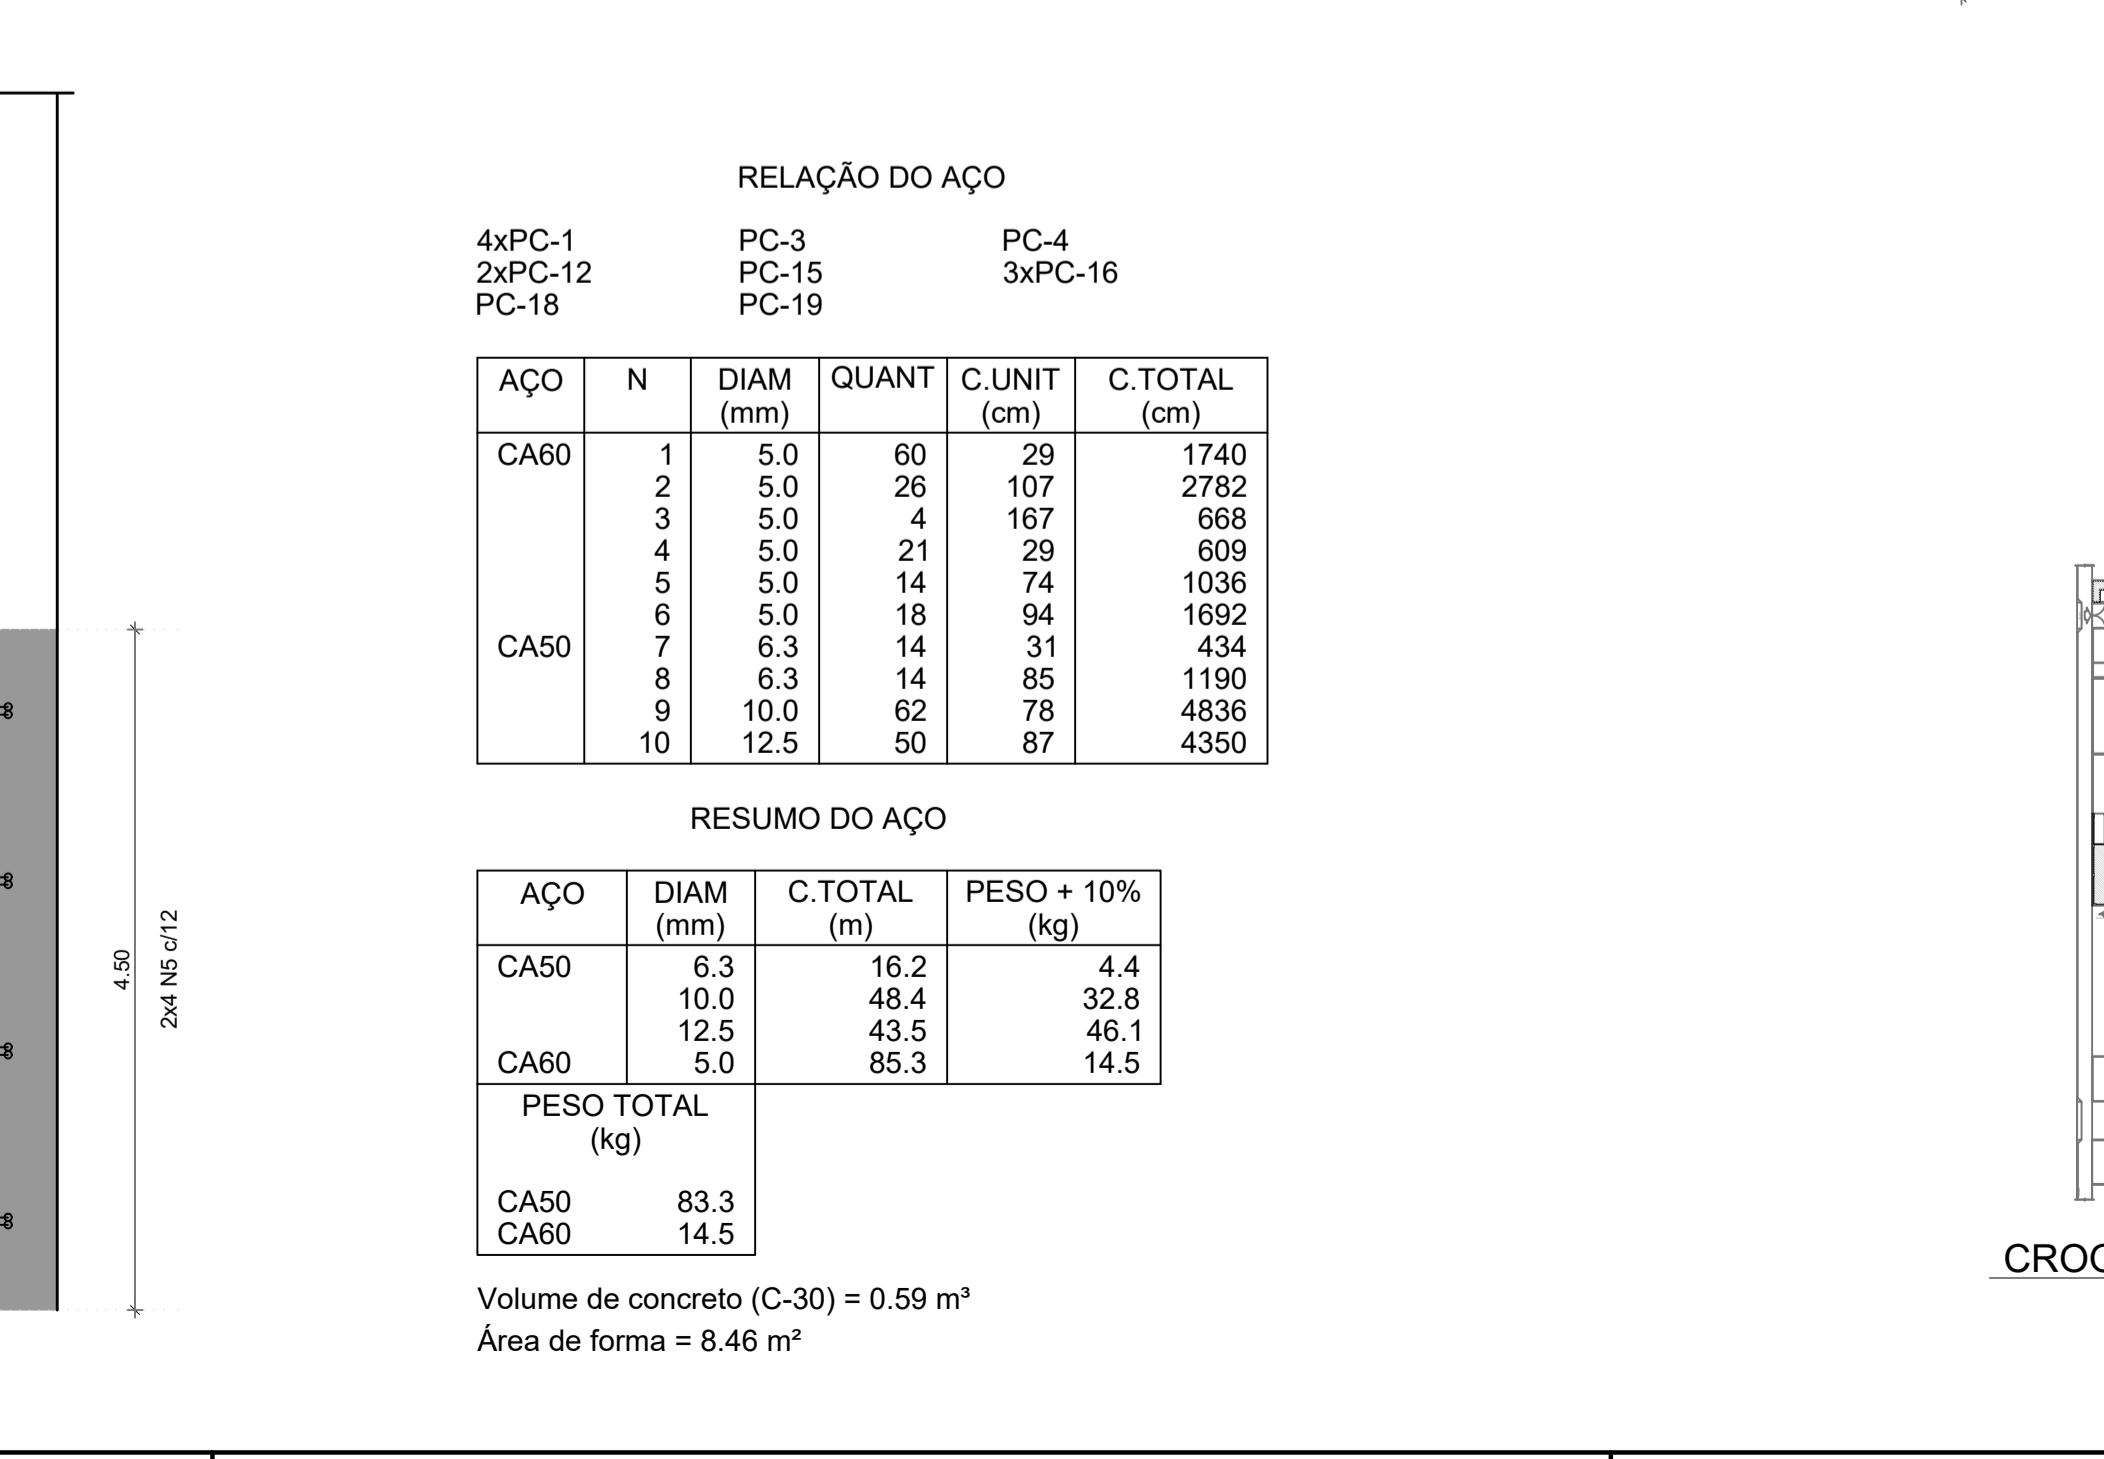 RELAÇÃO DO AÇO
4xPC-1 PC-3 PC-4
2xPC-12 PC-15 3xPC-16
PC-18 PC-19
AÇO N DIAM QUANT C.UNIT C.TOTAL
(mm) (cm) (cm)
CA60 1 5.0 60 29 1740
2 5.0 26 107 2782
3 5.0 4 167 668
4 5.0 21 29 609
5 5.0 14 74 1036
6 5.0 18 94 1692
CA50 7 6.3 14 31 434
8 6.3 14 85 1190
9 10.0 62 78 4836
10 12.5 50 87 4350
RESUMO DO AÇO
AÇO DIAM C.TOTAL PESO + 10%
(mm) (m) (kg)
CA50 6.3 16.2 4.4
10.0 48.4 32.8
12.5 43.5 46.1
CA60 5.0 85.3 14.5
PESO TOTAL
(kg)
CA50 83.3
CA60 14.5
Volume de concreto (C-30) = 0.59 m³
Área de forma = 8.46 m²
4.50
2x4 N5 c/12